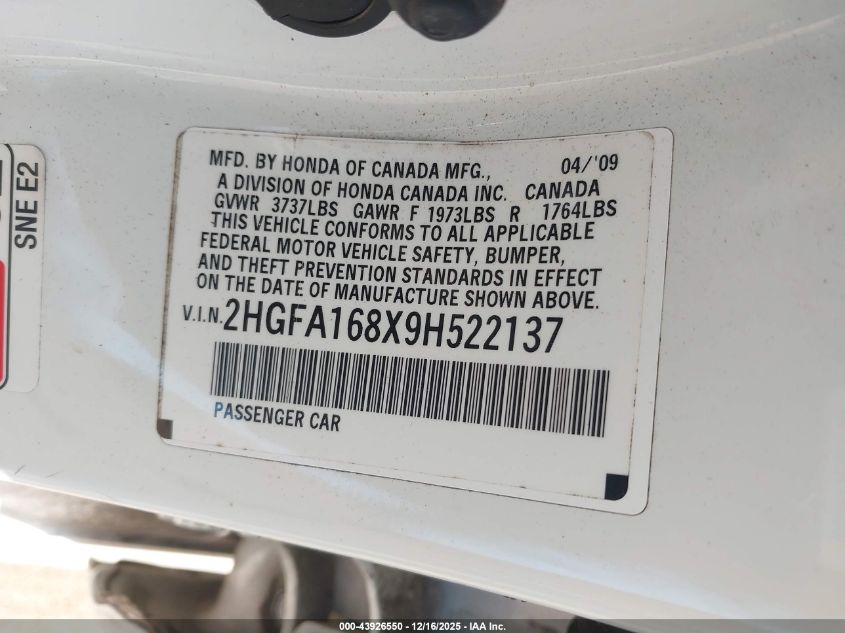 MFD. BY HONDA OF CANADA MFG., 04/'09
A DIVISION OF HONDA CANADA INC. CANADA
GVWR 3737LBS GAWR F 1973LBS R 1764LBS
THIS VEHICLE CONFORMS TO ALL APPLICABLE
FEDERAL MOTOR VEHICLE SAFETY, BUMPER,
AND THEFT PREVENTION STANDARDS IN EFFECT
ON THE DATE OF MANUFACTURE SHOWN ABOVE.
V.I.N. 2HGFA168X9H522137
PASSENGER CAR
SNE E2
000-43926550 - 12/16/2025 - IAA Inc.